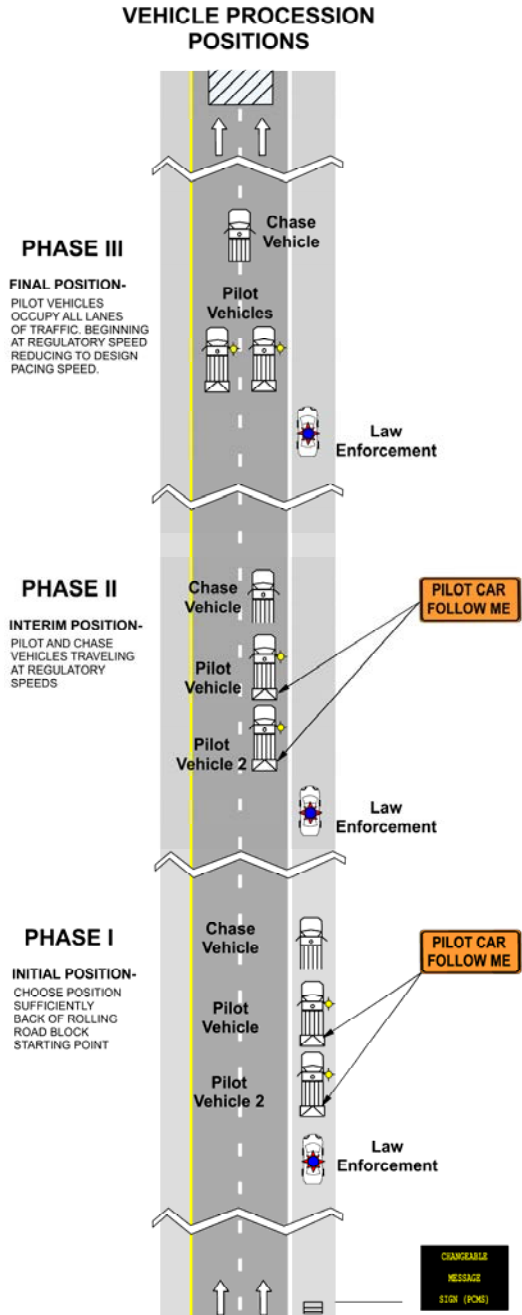 VEHICLE PROCESSION
POSITIONS
Chase
Vehicle
PHASE III
FINAL POSITION-
PILOT VEHICLES
OCCUPY ALL LANES
OF TRAFFIC. BEGINNING
AT REGULATORY SPEED
REDUCING TO DESIGN
PACING SPEED.
Pilot
Vehicles
Law
Enforcement
PHASE II
INTERIM POSITION-
PILOT AND CHASE
VEHICLES TRAVELING
AT REGULATORY
SPEEDS
Chase
Vehicle
PILOT CAR
FOLLOW ME
Pilot
Vehicle
Pilot
Vehicle 2
Law
Enforcement
PHASE I
INITIAL POSITION-
CHOOSE POSITION
SUFFICIENTLY
BACK OF ROLLING
ROAD BLOCK
STARTING POINT
Chase
Vehicle
PILOT CAR
FOLLOW ME
Pilot
Vehicle
Pilot
Vehicle 2
Law
Enforcement
CHANGEABLE
MESSAGE
SIGN (PCMS)